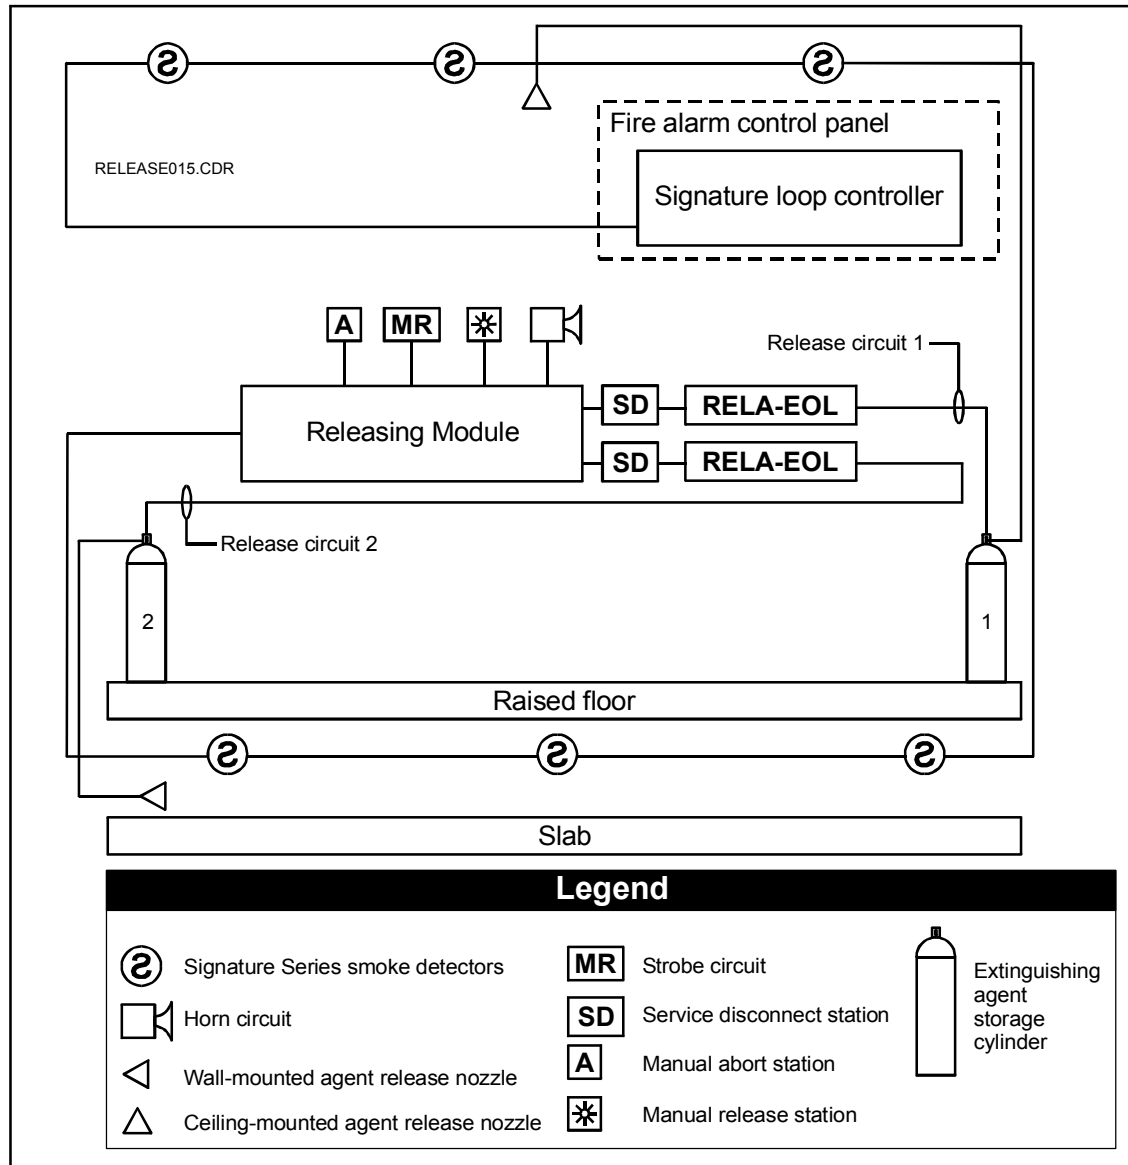 S S S
Fire alarm control panel
Signature loop controller
RELEASE015.CDR
A MR
Release circuit 1
SD RELA-EOL
Releasing Module
SD RELA-EOL
Release circuit 2
2
1
Raised floor
S S S
Slab
Legend
S Signature Series smoke detectors
Horn circuit
Wall-mounted agent release nozzle
Ceiling-mounted agent release nozzle
MR Strobe circuit
SD Service disconnect station
A Manual abort station
Manual release station
Extinguishing
agent
storage
cylinder